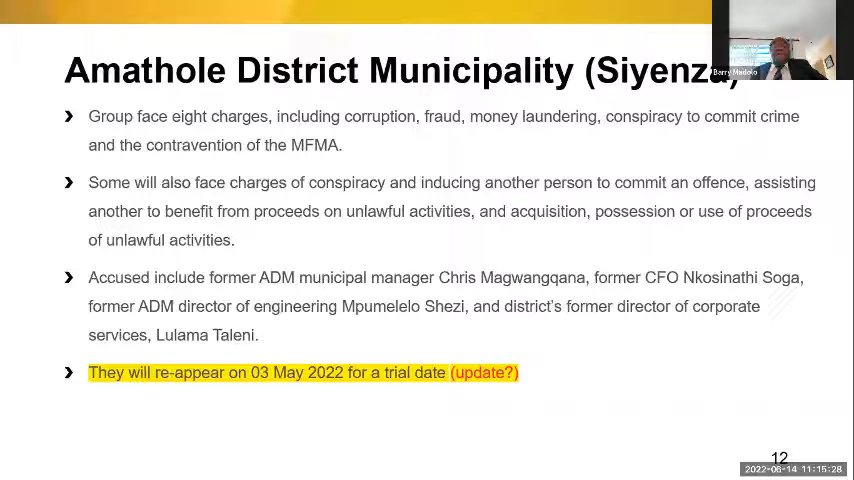 Amathole District Municipality (Siyenza)
Barry Madolo
Group face eight charges, including corruption, fraud, money laundering, conspiracy to commit crime
and the contravention of the MFMA.
Some will also face charges of conspiracy and inducing another person to commit an offence, assisting
another to benefit from proceeds on unlawful activities, and acquisition, possession or use of proceeds
of unlawful activities.
Accused include former ADM municipal manager Chris Magwangqana, former CFO Nkosinathi Soga,
former ADM director of engineering Mpumelelo Shezi, and district's former director of corporate
services, Lulama Taleni.
They will re-appear on 03 May 2022 for a trial date (update?)
12
2022-06-14 11:15:28